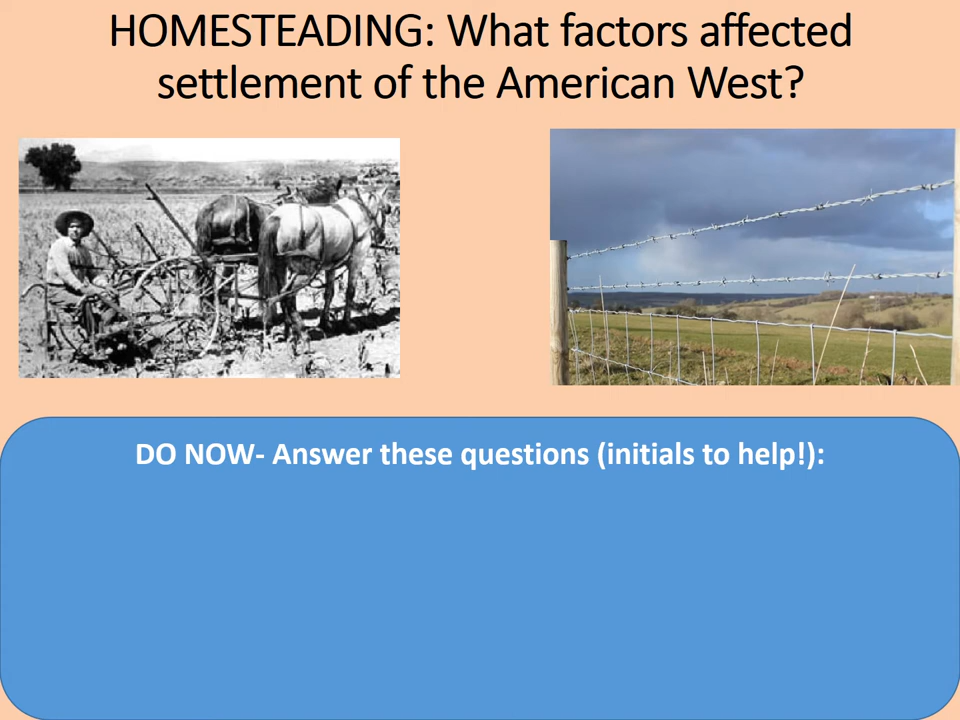 HOMESTEADING: What factors affected
settlement of the American West?
DO NOW- Answer these questions (initials to help!):